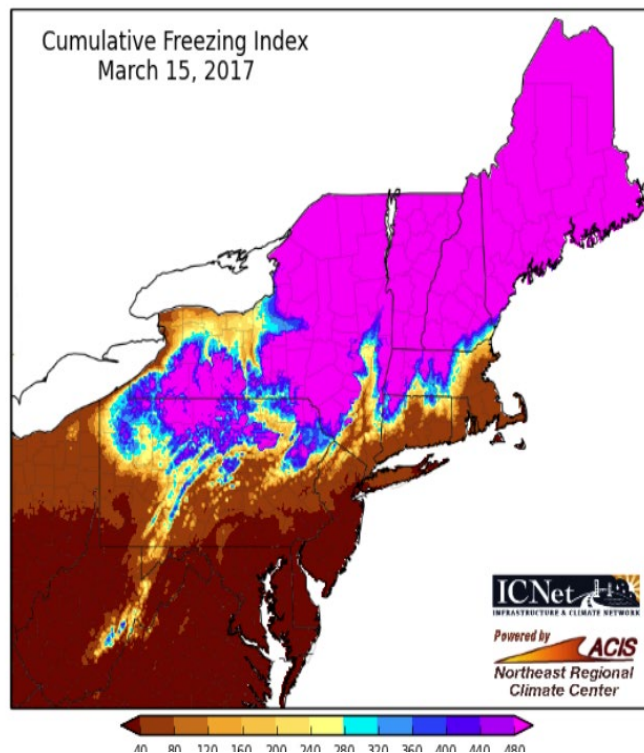 Cumulative Freezing Index
March 15, 2017
ICNet
INFRASTRUCTURE & CLIMATE NETWORK
Powered by
ACIS
Northeast Regional
Climate Center
40 80 120 160 200 240 280 320 360 400 440 480